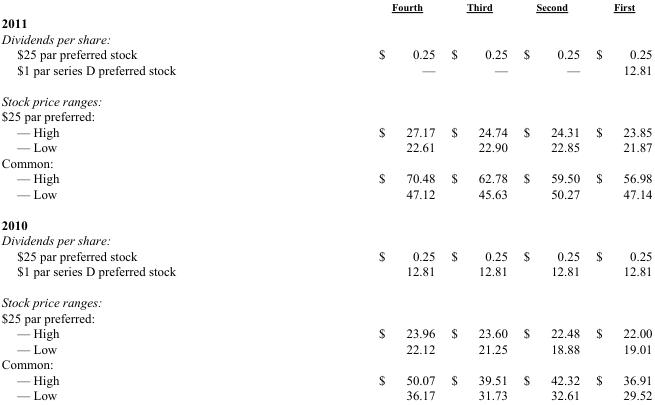 Fourth Third Second First
2011
Dividends per share:
$25 par preferred stock $ 0.25 $ 0.25 $ 0.25 $ 0.25
$1 par series D preferred stock — — — 12.81
Stock price ranges:
$25 par preferred:
— High $ 27.17 $ 24.74 $ 24.31 $ 23.85
— Low 22.61 22.90 22.85 21.87
Common:
— High $ 70.48 $ 62.78 $ 59.50 $ 56.98
— Low 47.12 45.63 50.27 47.14
2010
Dividends per share:
$25 par preferred stock $ 0.25 $ 0.25 $ 0.25 $ 0.25
$1 par series D preferred stock 12.81 12.81 12.81 12.81
Stock price ranges:
$25 par preferred:
— High $ 23.96 $ 23.60 $ 22.48 $ 22.00
— Low 22.12 21.25 18.88 19.01
Common:
— High $ 50.07 $ 39.51 $ 42.32 $ 36.91
— Low 36.17 31.73 32.61 29.52